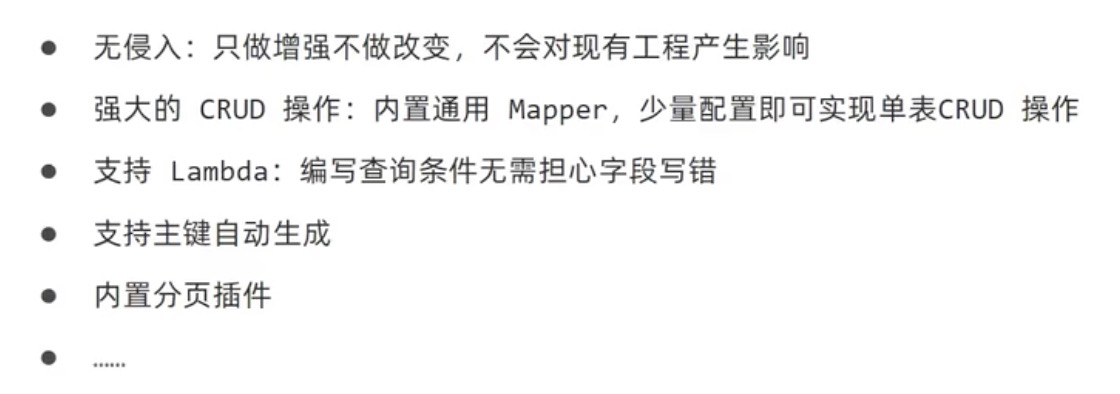 ● 无侵入：只做增强不做改变，不会对现有工程产生影响
● 强大的 CRUD 操作：内置通用 Mapper，少量配置即可实现单表CRUD 操作
● 支持 Lambda：编写查询条件无需担心字段写错
● 支持主键自动生成
● 内置分页插件
● ……